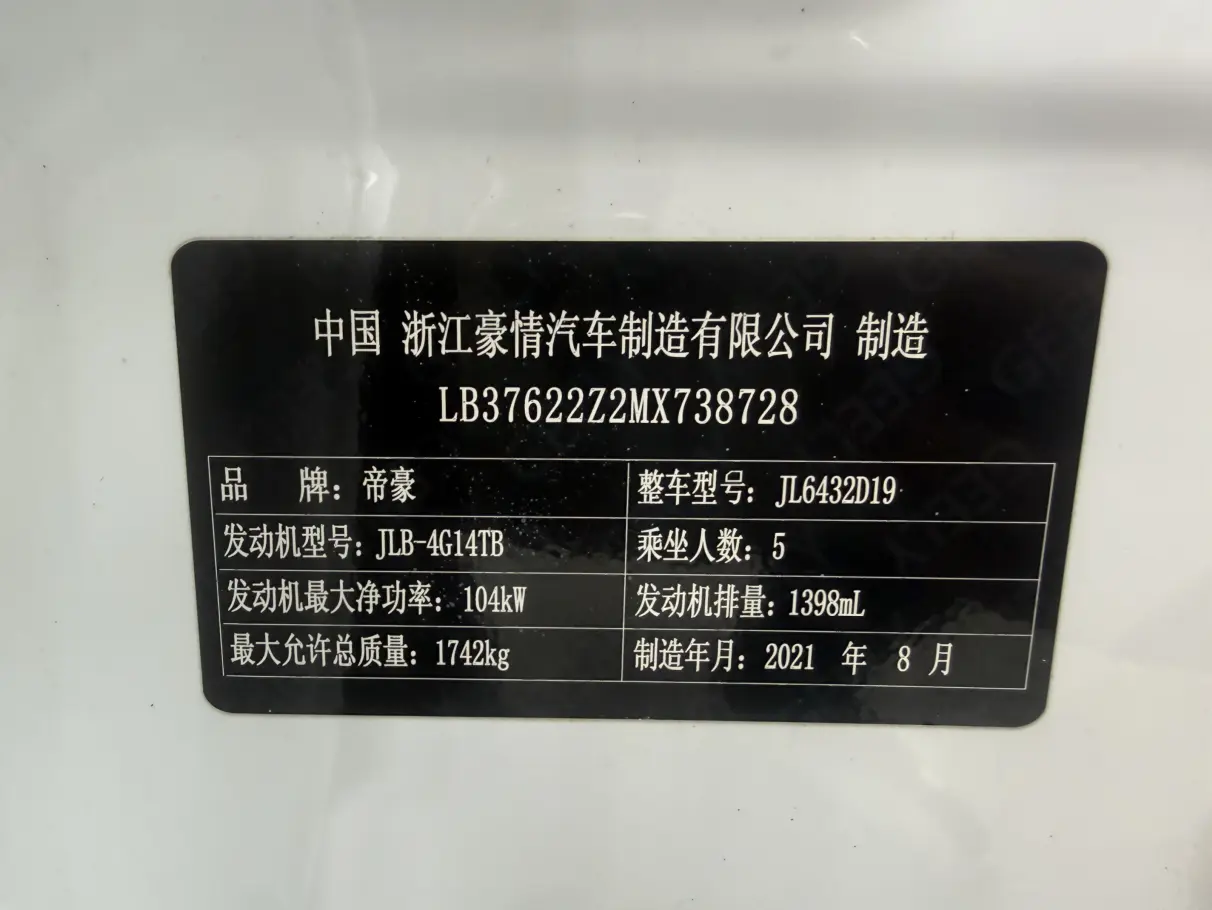 中国 浙江豪情汽车制造有限公司 制造
LB37622Z2MX738728
品 牌：帝豪 整车型号：JL6432D19
发动机型号：JLB-4G14TB 乘坐人数：5
发动机最大净功率：104kW 发动机排量：1398mL
最大允许总质量：1742kg 制造年月：2021 年 8 月